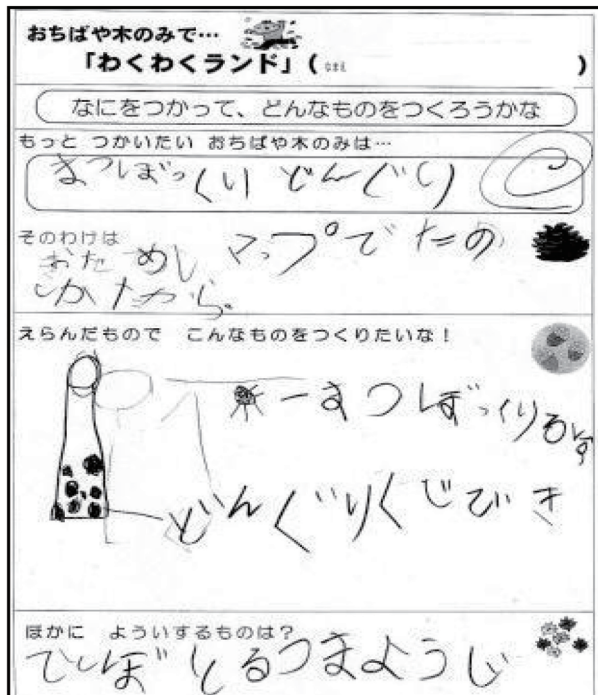 おちばや木のみで…
「わくわくランド」(なまえ )
なにをつかって、どんなものをつくろうかな
もっと つかいたい おちばや木のみは…
まつぼっくり どんぐり
そのわけは
おためし マップでたの
しかたから。
えらんだもので こんなものをつくりたいな！
まつぼっくり
どんぐりくじびき
ほかに よういするものは？
つまようじ